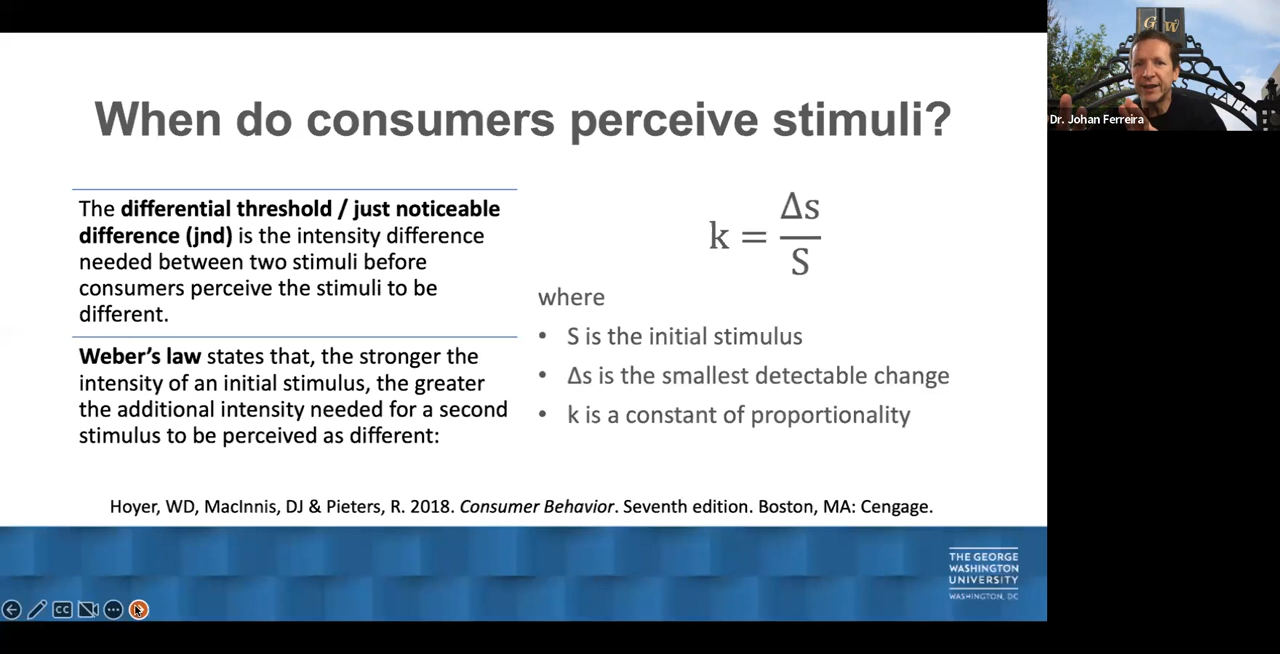 When do consumers perceive stimuli?
The differential threshold / just noticeable
difference (jnd) is the intensity difference
needed between two stimuli before
consumers perceive the stimuli to be
different.
Weber's law states that, the stronger the
intensity of an initial stimulus, the greater
the additional intensity needed for a second
stimulus to be perceived as different:
k = Δs / S
where
• S is the initial stimulus
• Δs is the smallest detectable change
• k is a constant of proportionality
Hoyer, WD, MacInnis, DJ & Pieters, R. 2018. Consumer Behavior. Seventh edition. Boston, MA: Cengage.
THE GEORGE
WASHINGTON
UNIVERSITY
WASHINGTON, DC
CC
G W
Dr. Johan Ferreira